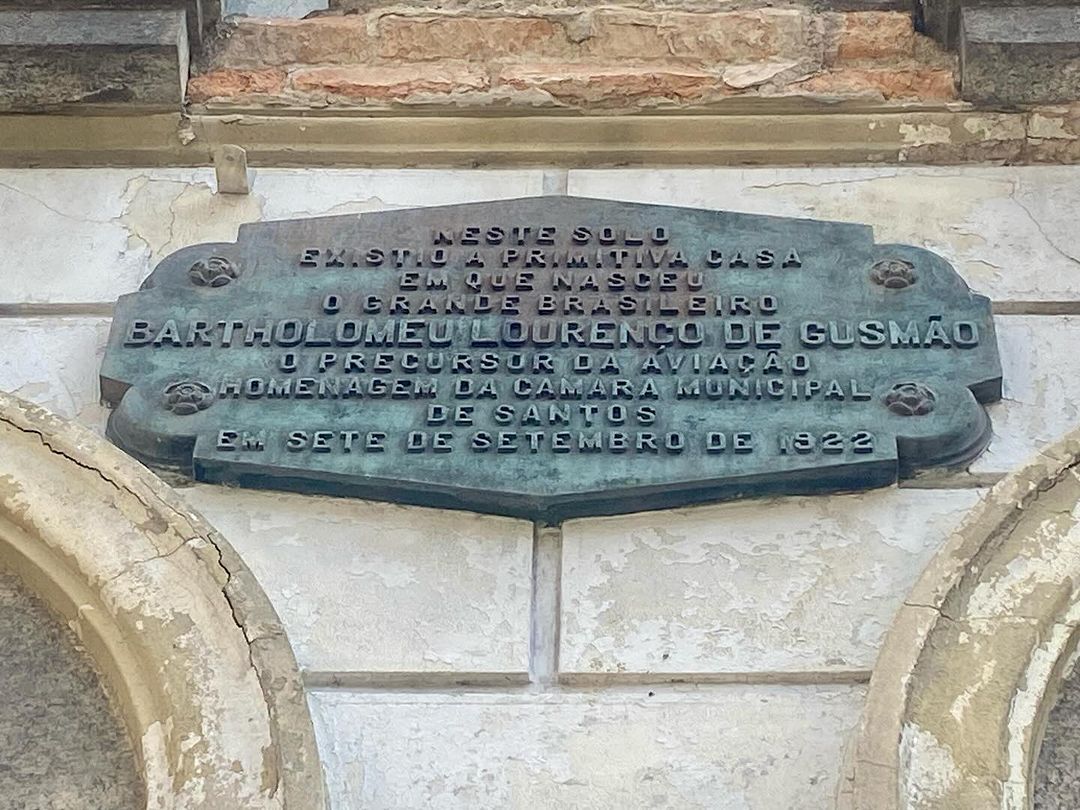 NESTE SOLO
EXISTIO A PRIMITIVA CASA
EM QUE NASCEU
O GRANDE BRASILEIRO
BARTHOLOMEU LOURENÇO DE GUSMÃO
O PRECURSOR DA AVIAÇÃO
HOMENAGEM DA CAMARA MUNICIPAL
DE SANTOS
EM SETE DE SETEMBRO DE 1922